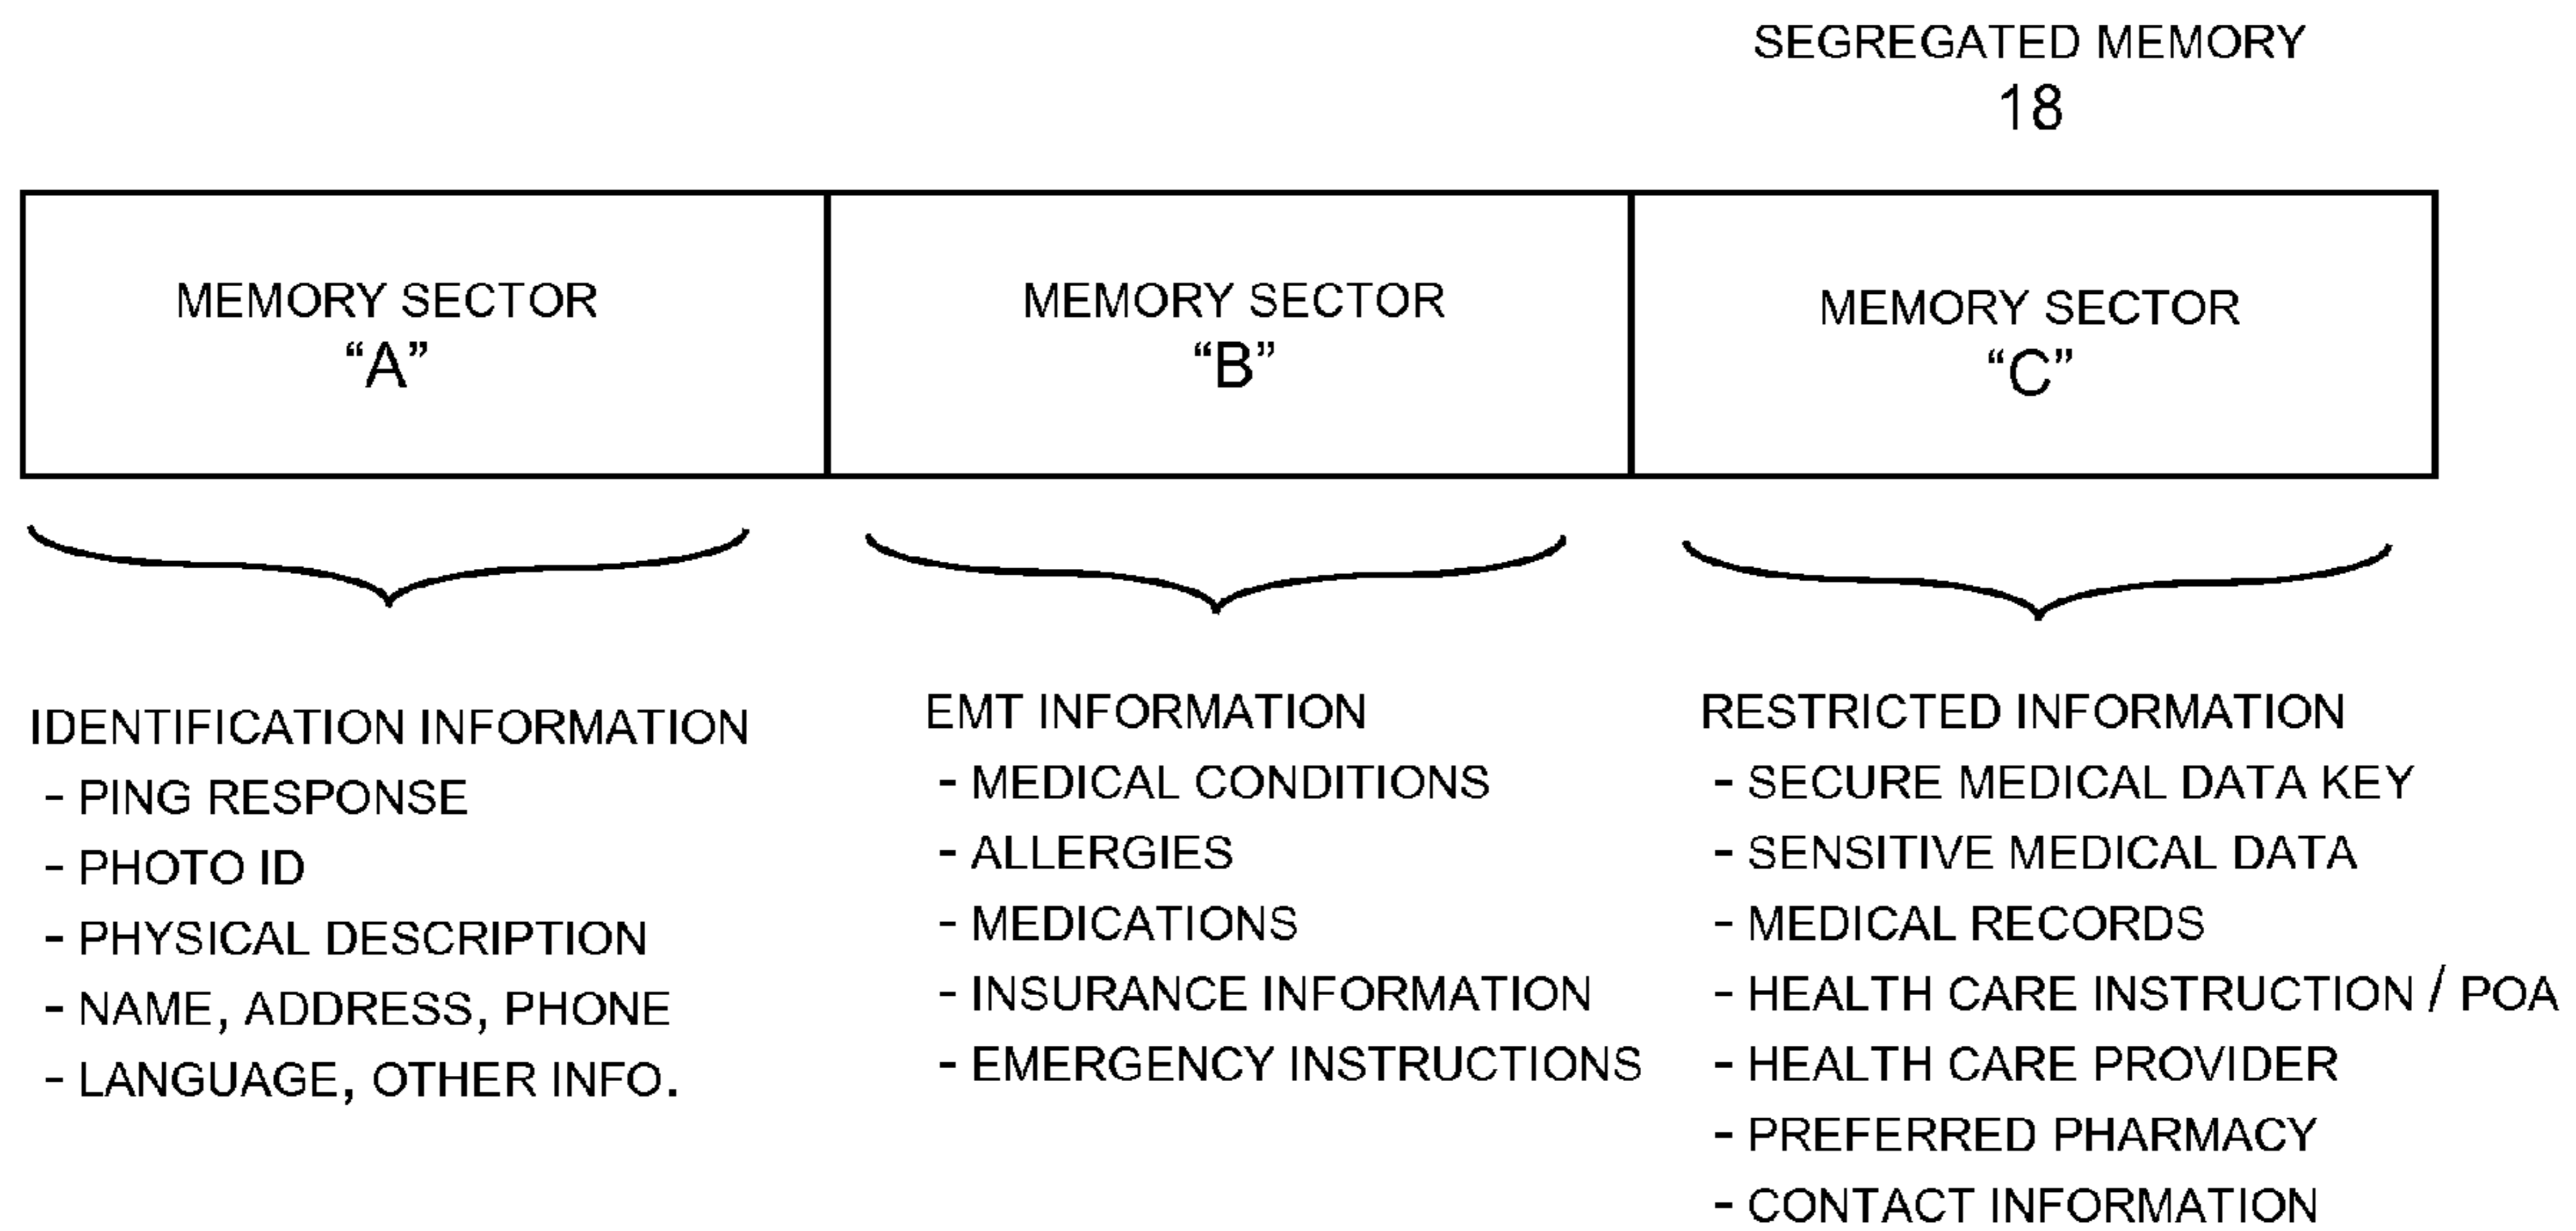 SEGREGATED MEMORY
18
MEMORY SECTOR
“A”
MEMORY SECTOR
“B”
MEMORY SECTOR
“C”
IDENTIFICATION INFORMATION
- PING RESPONSE
- PHOTO ID
- PHYSICAL DESCRIPTION
- NAME, ADDRESS, PHONE
- LANGUAGE, OTHER INFO.
EMT INFORMATION
- MEDICAL CONDITIONS
- ALLERGIES
- MEDICATIONS
- INSURANCE INFORMATION
- EMERGENCY INSTRUCTIONS
RESTRICTED INFORMATION
- SECURE MEDICAL DATA KEY
- SENSITIVE MEDICAL DATA
- MEDICAL RECORDS
- HEALTH CARE INSTRUCTION / POA
- HEALTH CARE PROVIDER
- PREFERRED PHARMACY
- CONTACT INFORMATION